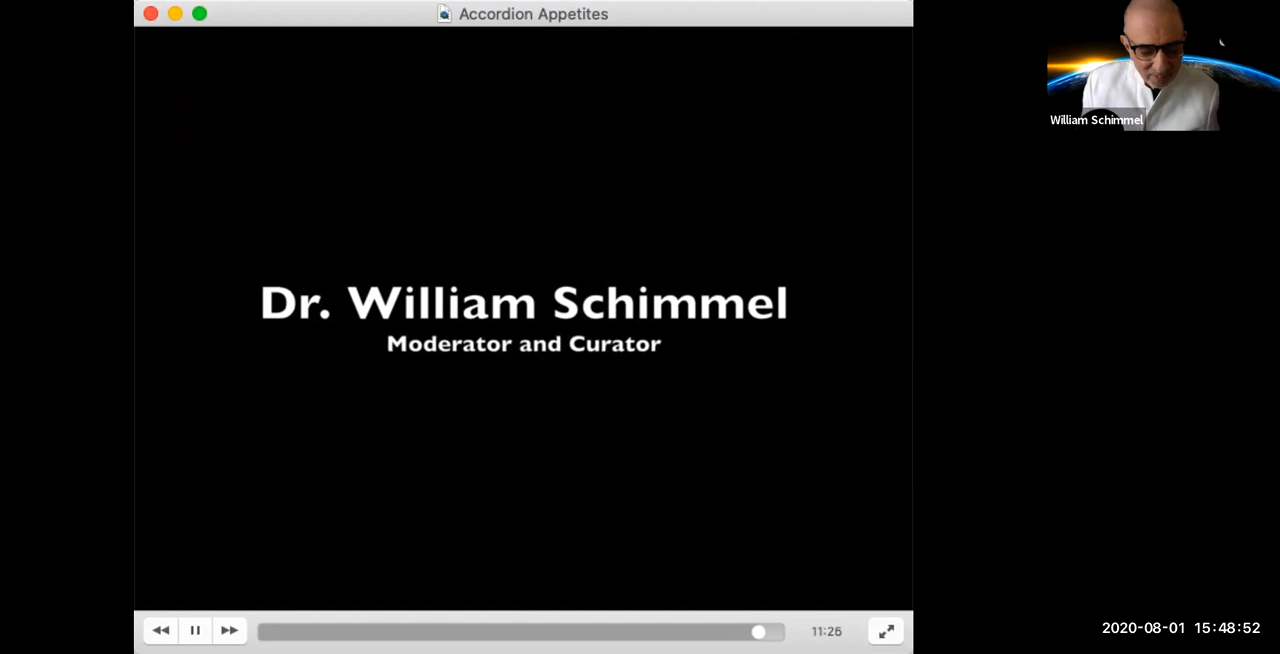 Accordion Appetites
William Schimmel
Dr. William Schimmel
Moderator and Curator
11:26
2020-08-01 15:48:52